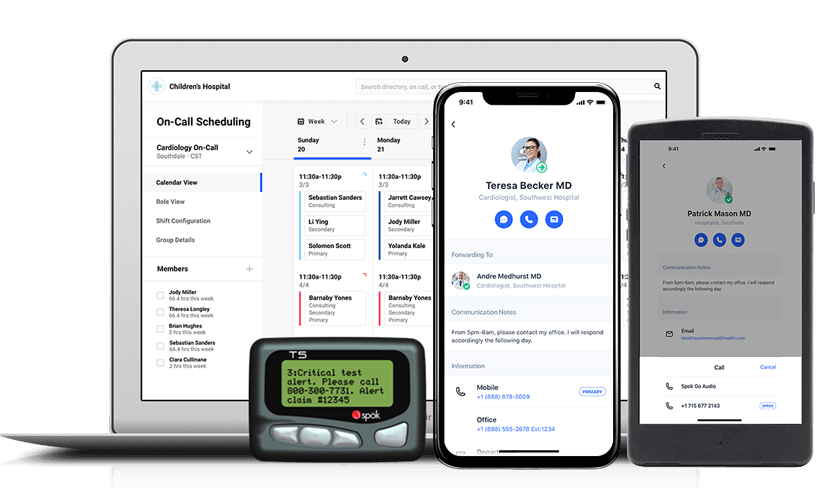 Children's Hospital
Search directory, on call, or
On-Call Scheduling
Cardiology On-Call
Southdale · CST
Calendar View
Role View
Shift Configuration
Group Details
Members
Jody Miller
66.4 hrs this week
Theresa Longley
66.4 hrs this week
Brian Hughes
2 hrs this week
Sebastian Sanders
66.4 hrs this week
Ciara Cullinane
7.2 hrs this week
Week
Today
Sunday
20
Monday
21
11:30a-11:30p
3/3
Sebastian Sanders
Consulting
Li Ying
Secondary
Solomon Scott
Primary
11:30a-11:30p
4/4
Barnaby Yones
Consulting
Secondary
Primary
11:30a-11:30p
3/3
Jarrett Cawsey
Consulting
Jody Miller
Secondary
Yolanda Kale
Primary
11:30a-11:30p
4/4
Barnaby Yones
Consulting
Secondary
Primary
T5
3:Critical test
alert. Please call
800-300-7731. Alert
claim #12345
spok
9:41
Teresa Becker MD
Cardiologist, Southwest Hospital
Forwarding To:
Andre Medhurst MD
Cardiologist, Southwest Hospital
Communication Notes
From 5pm-6am, please contact my office. I will respond
accordingly the following day.
Information
Mobile
+1 (888) 878-5009
PRIMARY
Office
+1 (888) 555-2678 Ext:1234
9:41
Patrick Mason MD
Hospitalist, Southville
Communication Notes
From 5pm-6am, please contact my office. I will respond
accordingly the following day.
Information
Email
healthsystememail@health.com
Call
Cancel
Spok Go Audio
+1 715 677 2143
OFFICE